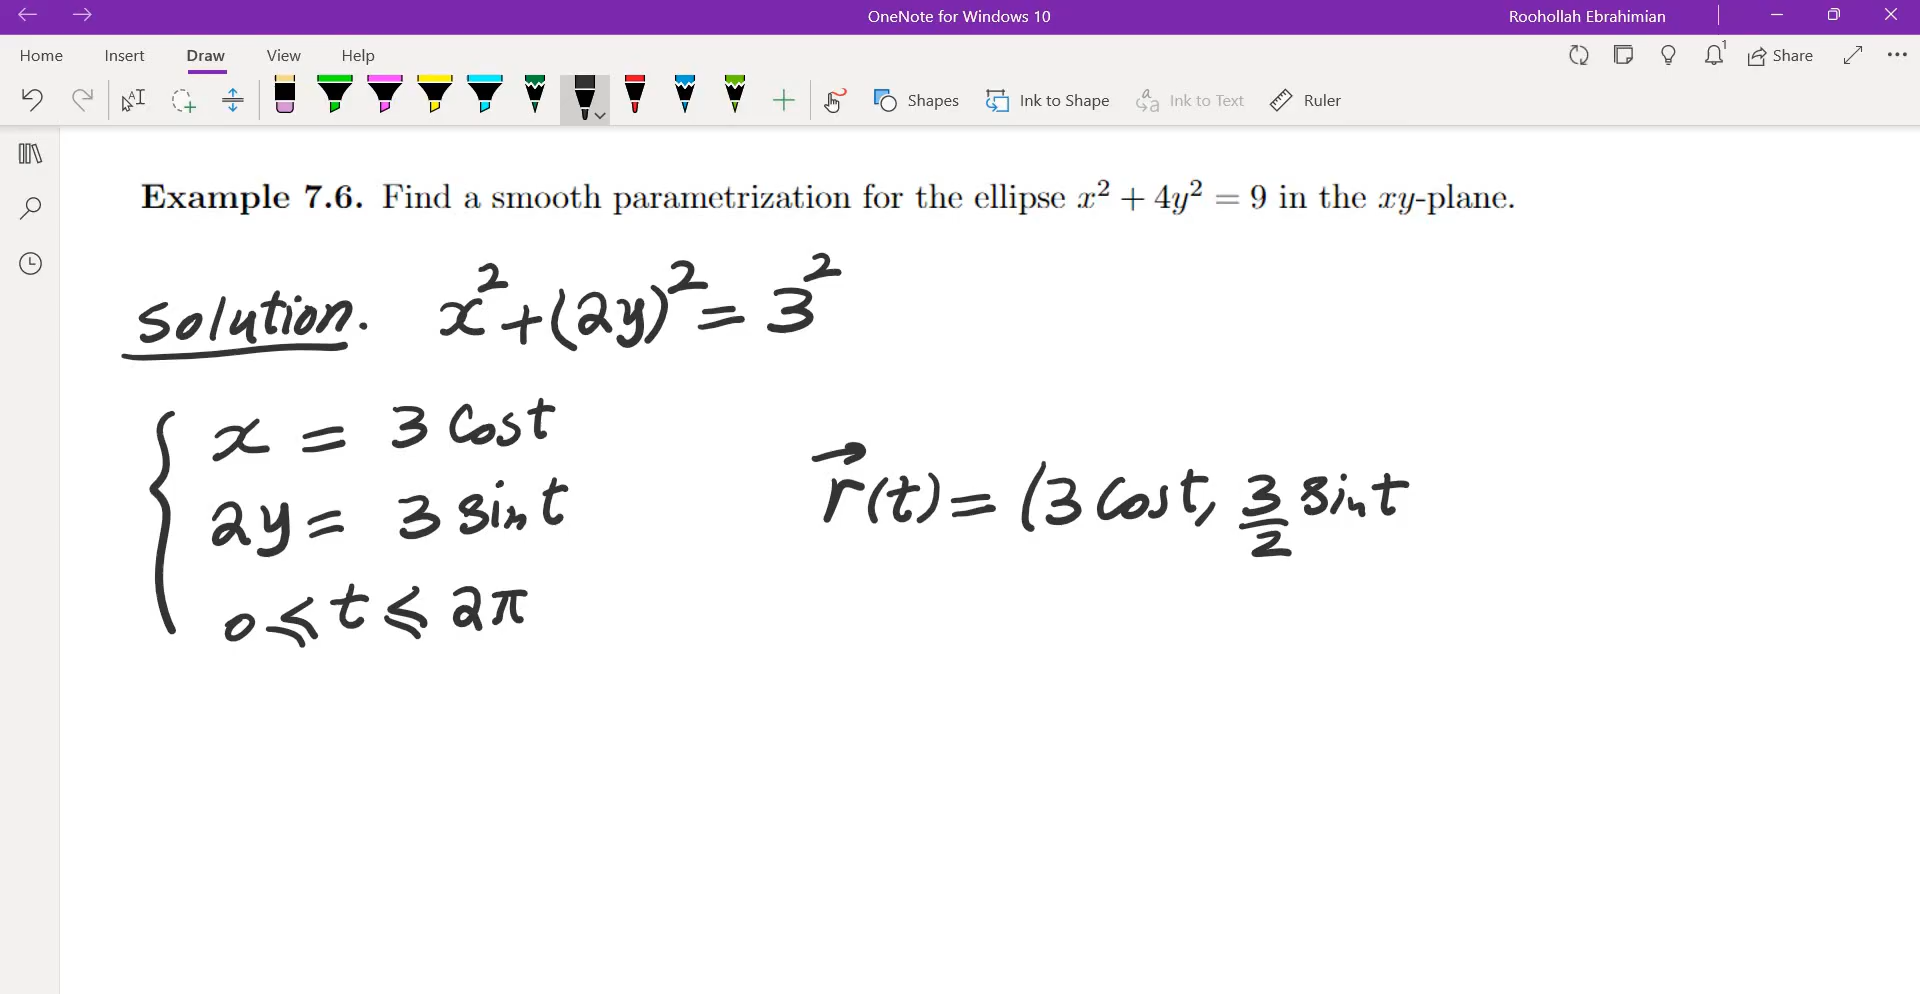 OneNote for Windows 10
Roohollah Ebrahimian
Home Insert Draw View Help
1
Share
Shapes
Ink to Shape
Ink to Text
Ruler
Example 7.6. Find a smooth parametrization for the ellipse x² + 4y² = 9 in the xy-plane.
Solution. x² + (2y)² = 3²
x = 3 cos t
2y = 3 sin t
0 ⩽ t ⩽ 2π
r⃗(t) = (3 cos t, 3/2 sin t